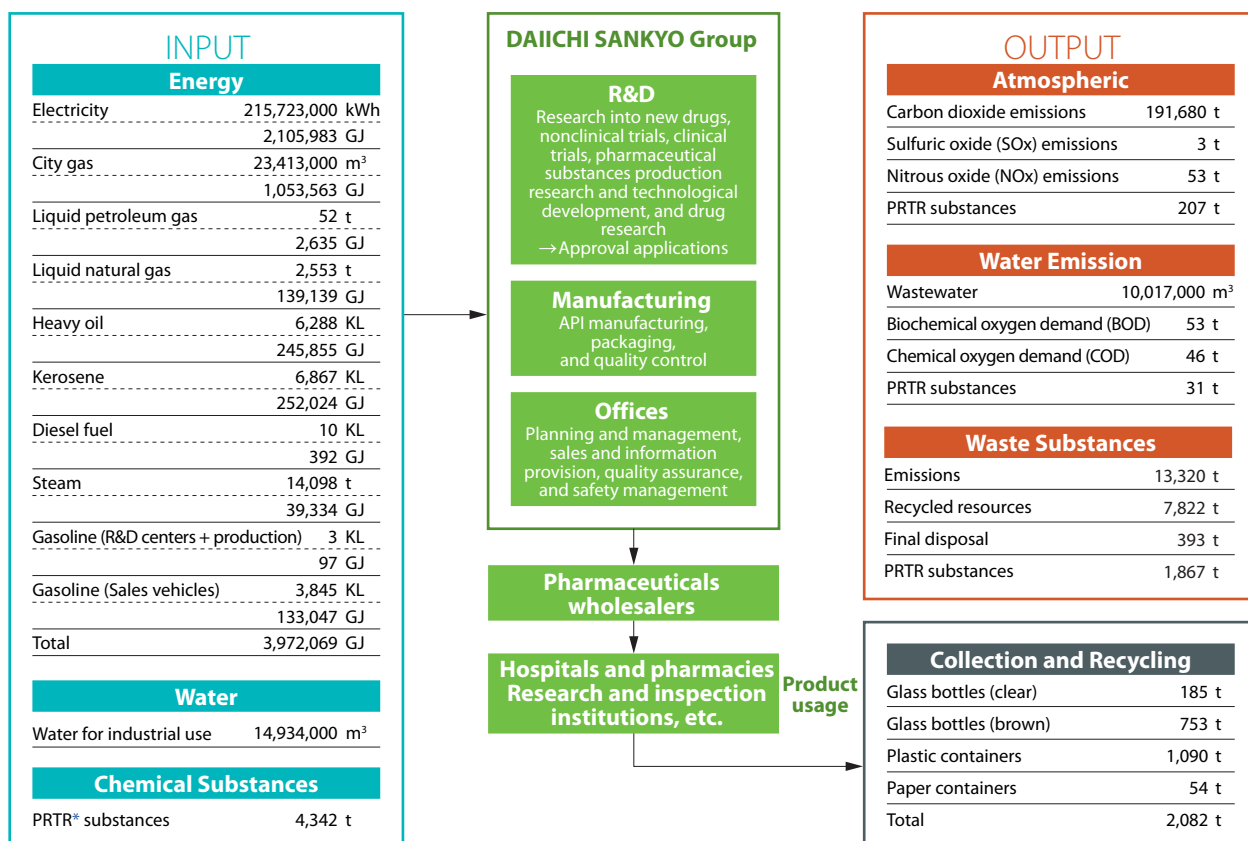 INPUT
Energy
Electricity 215,723,000 kWh
2,105,983 GJ
City gas 23,413,000 m³
1,053,563 GJ
Liquid petroleum gas 52 t
2,635 GJ
Liquid natural gas 2,553 t
139,139 GJ
Heavy oil 6,288 KL
245,855 GJ
Kerosene 6,867 KL
252,024 GJ
Diesel fuel 10 KL
392 GJ
Steam 14,098 t
39,334 GJ
Gasoline (R&D centers + production) 3 KL
97 GJ
Gasoline (Sales vehicles) 3,845 KL
133,047 GJ
Total 3,972,069 GJ
Water
Water for industrial use 14,934,000 m³
Chemical Substances
PRTR* substances 4,342 t
DAIICHI SANKYO Group
R&D
Research into new drugs,
nonclinical trials, clinical
trials, pharmaceutical
substances production
research and technological
development, and drug
research
→Approval applications
Manufacturing
API manufacturing,
packaging,
and quality control
Offices
Planning and management,
sales and information
provision, quality assurance,
and safety management
Pharmaceuticals
wholesalers
Hospitals and pharmacies
Research and inspection
institutions, etc.
Product
usage
OUTPUT
Atmospheric
Carbon dioxide emissions 191,680 t
Sulfuric oxide (SOx) emissions 3 t
Nitrous oxide (NOx) emissions 53 t
PRTR substances 207 t
Water Emission
Wastewater 10,017,000 m³
Biochemical oxygen demand (BOD) 53 t
Chemical oxygen demand (COD) 46 t
PRTR substances 31 t
Waste Substances
Emissions 13,320 t
Recycled resources 7,822 t
Final disposal 393 t
PRTR substances 1,867 t
Collection and Recycling
Glass bottles (clear) 185 t
Glass bottles (brown) 753 t
Plastic containers 1,090 t
Paper containers 54 t
Total 2,082 t